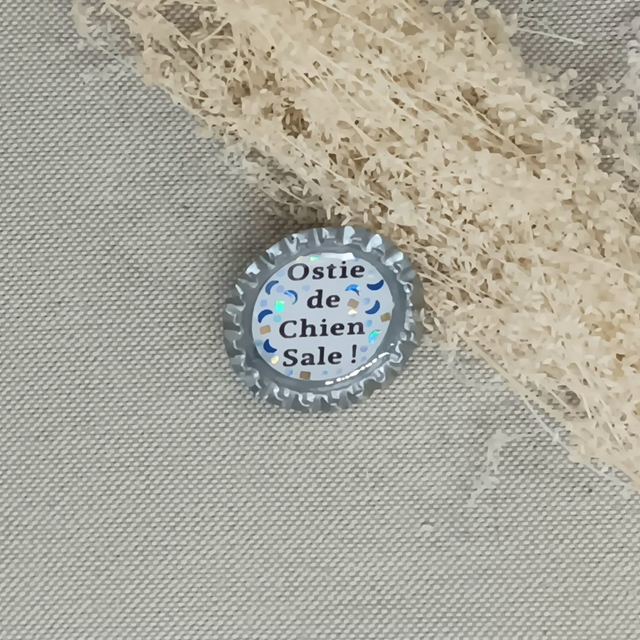 Ostie
de
Chien
Sale !